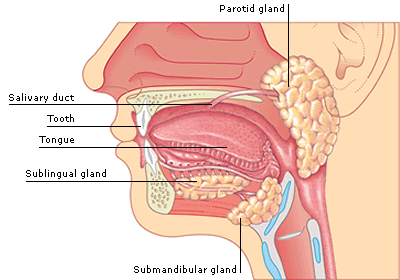 Parotid gland
Salivary duct
Tooth
Tongue
Sublingual gland
Submandibular gland